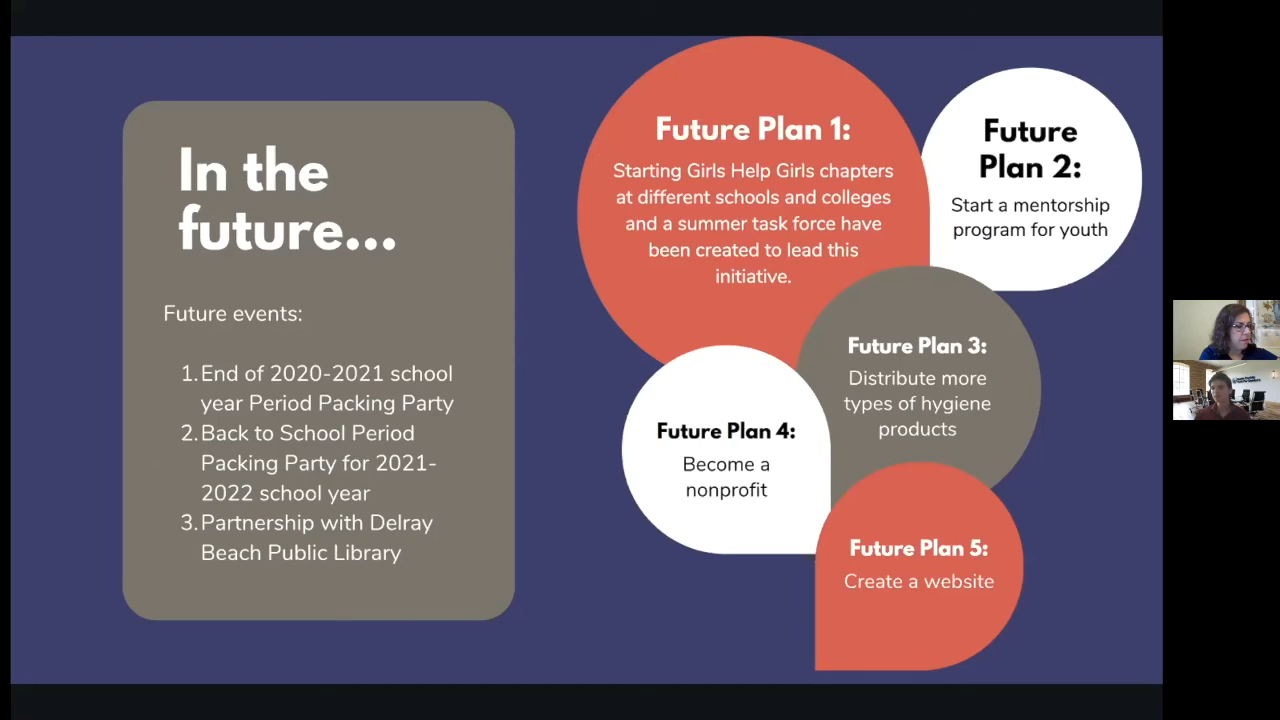 In the
future...
Future events:
1. End of 2020-2021 school
year Period Packing Party
2. Back to School Period
Packing Party for 2021-
2022 school year
3. Partnership with Delray
Beach Public Library
Future Plan 1:
Starting Girls Help Girls chapters
at different schools and colleges
and a summer task force have
been created to lead this
initiative.
Future
Plan 2:
Start a mentorship
program for youth
Future Plan 3:
Distribute more
types of hygiene
products
Future Plan 4:
Become a
nonprofit
Future Plan 5:
Create a website